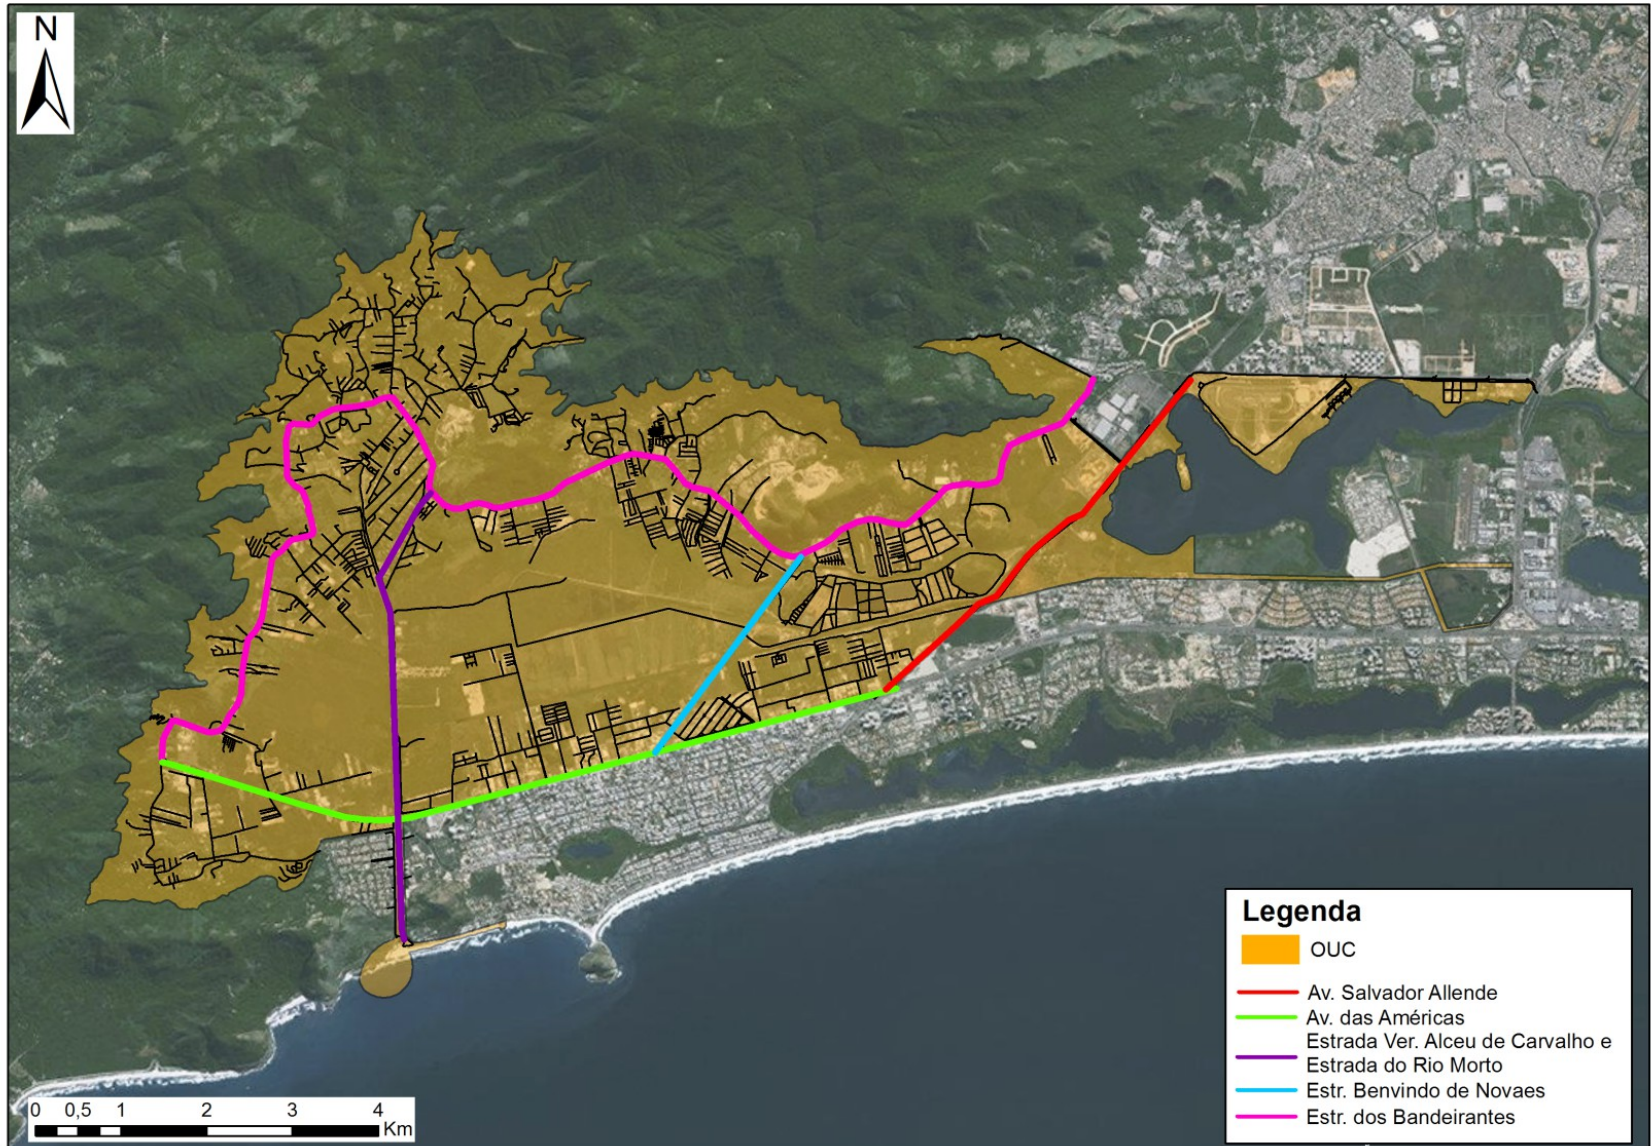 N
Legenda
OUC
Av. Salvador Allende
Av. das Américas
Estrada Ver. Alceu de Carvalho e
Estrada do Rio Morto
Estr. Benvindo de Novaes
Estr. dos Bandeirantes
0 0,5 1 2 3 4
Km